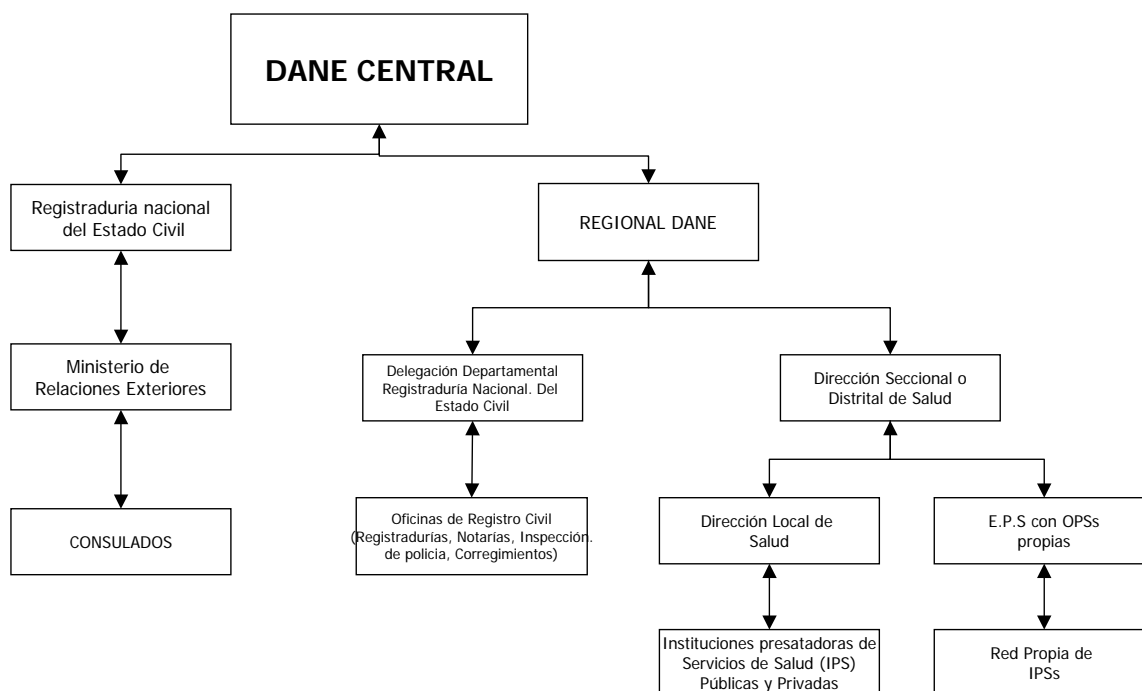 DANE CENTRAL
Registraduria nacional
del Estado Civil
REGIONAL DANE
Ministerio de
Relaciones Exteriores
Delegación Departamental
Registraduría Nacional. Del
Estado Civil
Dirección Seccional o
Distrital de Salud
CONSULADOS
Oficinas de Registro Civil
(Registradurías, Notarías, Inspección.
de policia, Corregimientos)
Dirección Local de
Salud
E.P.S con OPSs
propias
Instituciones presatadoras de
Servicios de Salud (IPS)
Públicas y Privadas
Red Propia de
IPSs